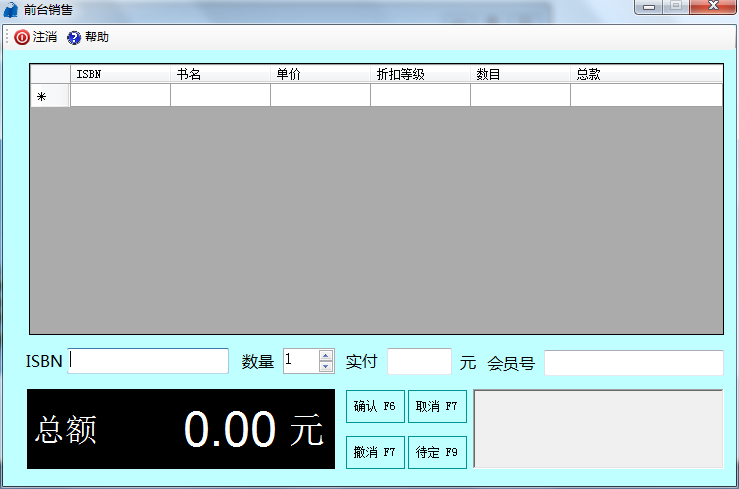 前台销售
注消 帮助
ISBN 书名 单价 折扣等级 数目 总款
*
ISBN 数量 1 实付 元 会员号
总额 0.00 元
确认 F6 取消 F7
撤消 F7 待定 F9